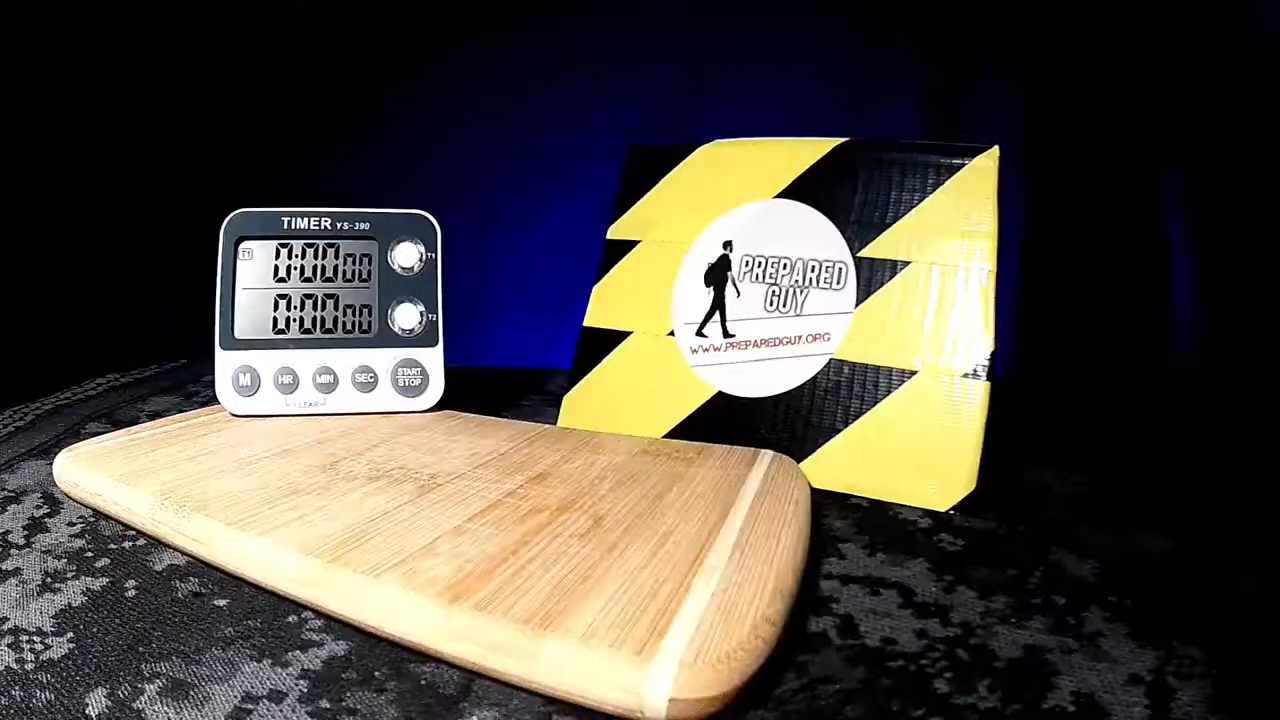 TIMER YS-390
T1
0:00 00
T1
0:00 00
T2
M
HR
MIN
SEC
START
STOP
CLEAR
PREPARED
GUY
WWW.PREPAREDGUY.ORG